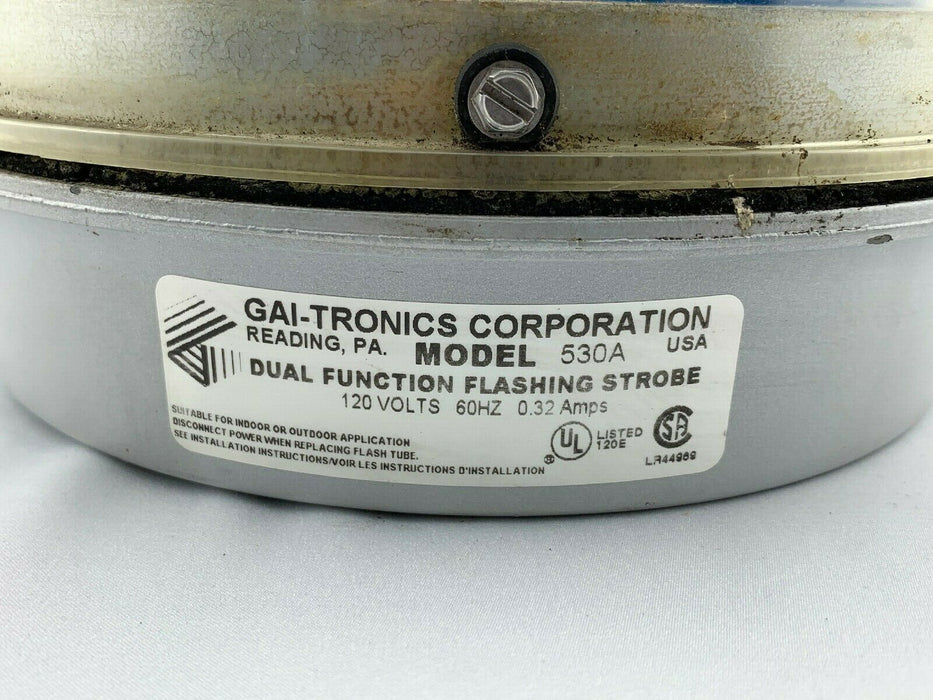 GAI-TRONICS CORPORATION
READING, PA. MODEL 530A USA
DUAL FUNCTION FLASHING STROBE
120 VOLTS 60HZ 0.32 Amps
SUITABLE FOR INDOOR OR OUTDOOR APPLICATION
DISCONNECT POWER WHEN REPLACING FLASH TUBE.
SEE INSTALLATION INSTRUCTIONS/VOIR LES INSTRUCTIONS D'INSTALLATION
UL ® LISTED
120E
SA
LR44969